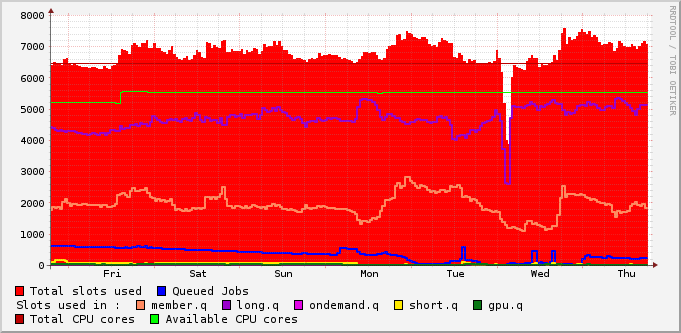 8000
7000
6000
5000
4000
3000
2000
1000
0
Fri Sat Sun Mon Tue Wed Thu
RRDTOOL / TOBI OETIKER
Total slots used Queued Jobs
Slots used in : member.q long.q ondemand.q short.q gpu.q
Total CPU cores Available CPU cores